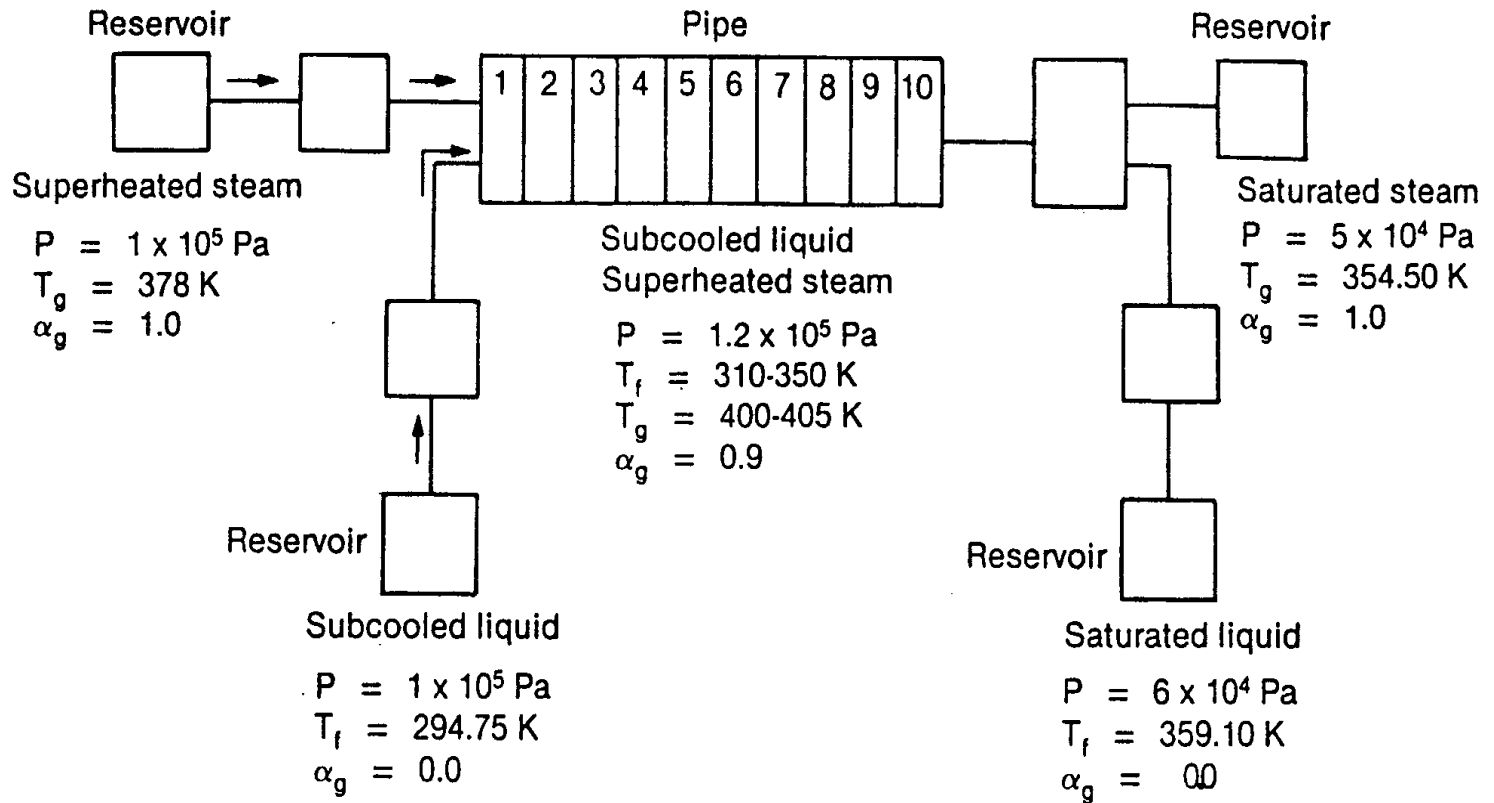 Reservoir
Pipe
Reservoir
1 2 3 4 5 6 7 8 9 10
Superheated steam
P = 1 x 10⁵ Pa
T_g = 378 K
α_g = 1.0
Subcooled liquid
Superheated steam
P = 1.2 x 10⁵ Pa
T_f = 310-350 K
T_g = 400-405 K
α_g = 0.9
Saturated steam
P = 5 x 10⁴ Pa
T_g = 354.50 K
α_g = 1.0
Reservoir
Subcooled liquid
P = 1 x 10⁵ Pa
T_f = 294.75 K
α_g = 0.0
Reservoir
Saturated liquid
P = 6 x 10⁴ Pa
T_f = 359.10 K
α_g = 0.0